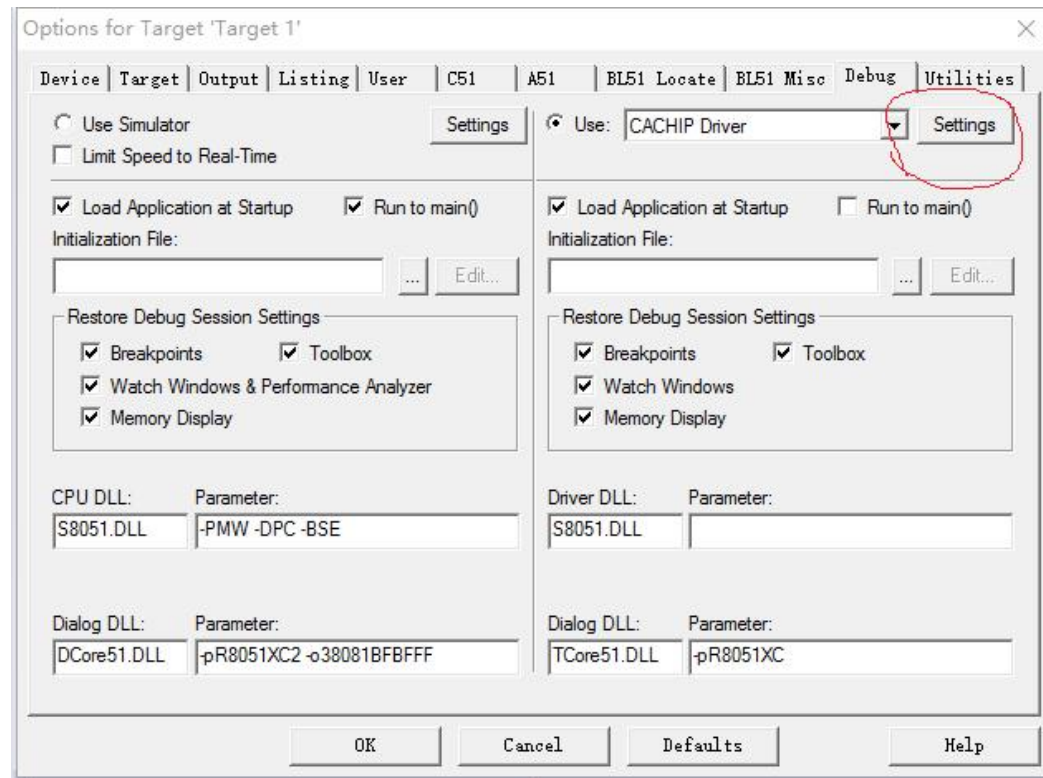 Options for Target 'Target 1'
Device Target Output Listing User C51 A51 BL51 Locate BL51 Misc Debug Utilities
Use Simulator Settings Use: CACHIP Driver Settings
Limit Speed to Real-Time
Load Application at Startup Run to main() Load Application at Startup Run to main()
Initialization File: Initialization File:
... Edit... ... Edit...
Restore Debug Session Settings Restore Debug Session Settings
Breakpoints Toolbox Breakpoints Toolbox
Watch Windows & Performance Analyzer Watch Windows
Memory Display Memory Display
CPU DLL: Parameter: Driver DLL: Parameter:
S8051.DLL -PMW -DPC -BSE S8051.DLL
Dialog DLL: Parameter: Dialog DLL: Parameter:
DCore51.DLL -pR8051XC2 -o38081BFBFFF TCore51.DLL -pR8051XC
OK Cancel Defaults Help